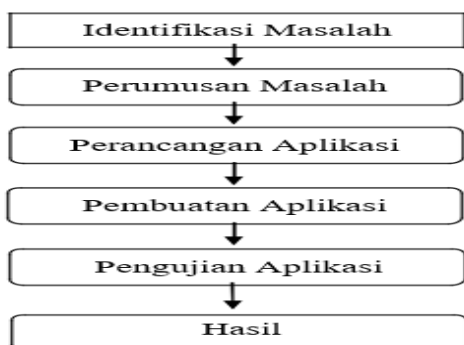 Identifikasi Masalah
Perumusan Masalah
Perancangan Aplikasi
Pembuatan Aplikasi
Pengujian Aplikasi
Hasil